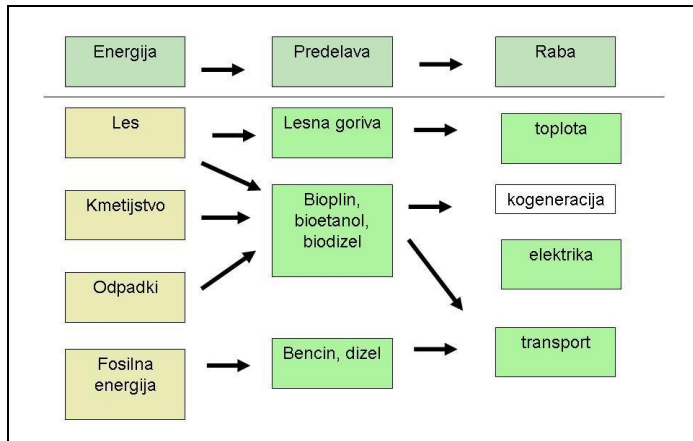 Energija
Predelava
Raba
Les
Lesna goriva
toplota
Kmetijstvo
Bioplin,
bioetanol,
biodizel
kogeneracija
elektrika
Odpadki
Fosilna
energija
Bencin, dizel
transport